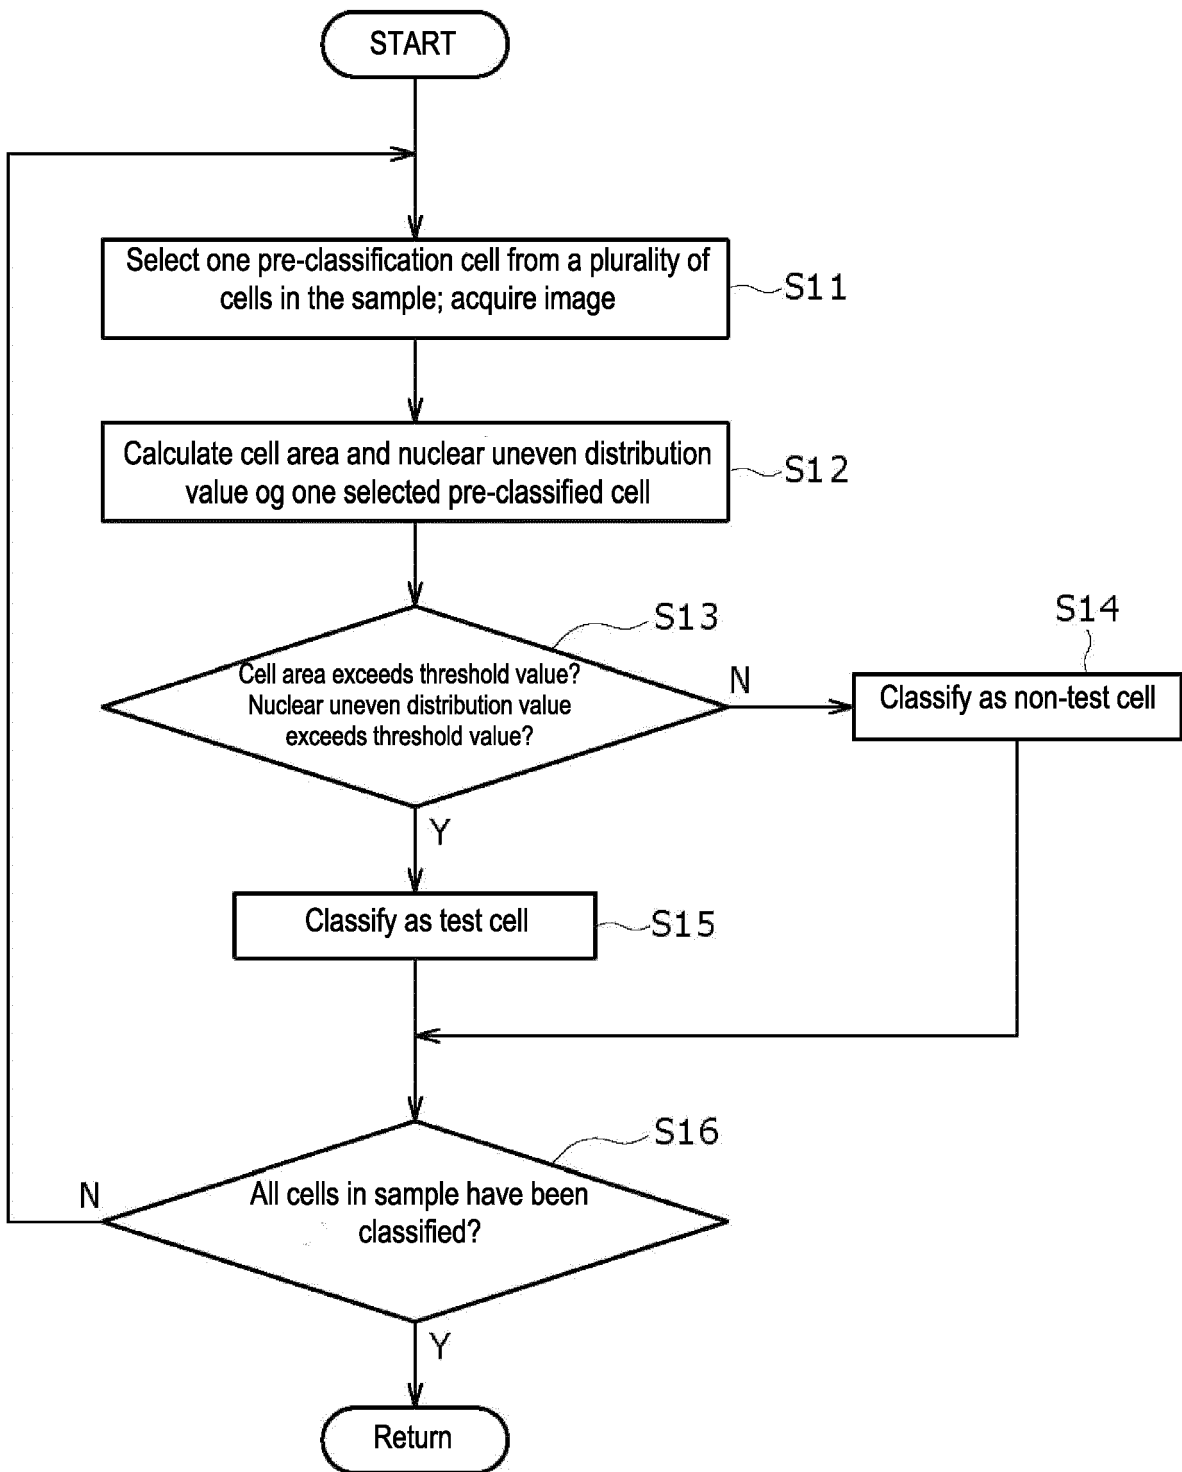 START
Select one pre-classification cell from a plurality of
cells in the sample; acquire image
S11
Calculate cell area and nuclear uneven distribution
value og one selected pre-classified cell
S12
S13
Cell area exceeds threshold value?
Nuclear uneven distribution value
exceeds threshold value?
N
S14
Classify as non-test cell
Y
Classify as test cell
S15
S16
All cells in sample have been
classified?
N
Y
Return